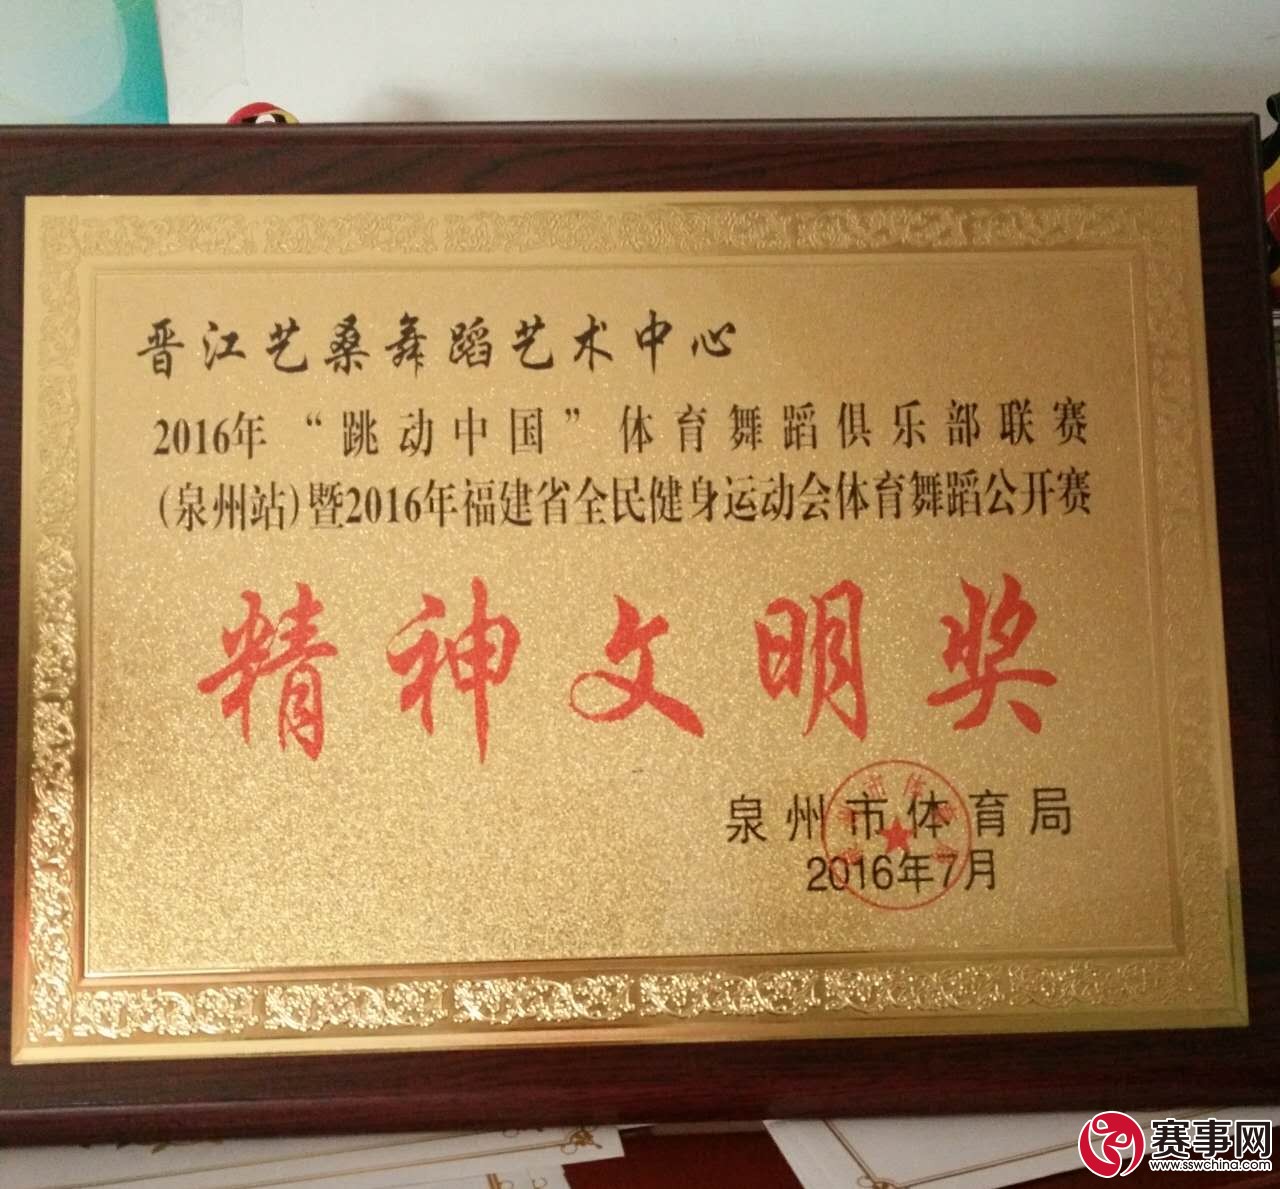 晋江艺桑舞蹈艺术中心
2016年“跳动中国”体育舞蹈俱乐部联赛
(泉州站)暨2016年福建省全民健身运动会体育舞蹈公开赛
精神文明奖
泉州市体育局
2016年7月
赛事网
www.sswchina.com